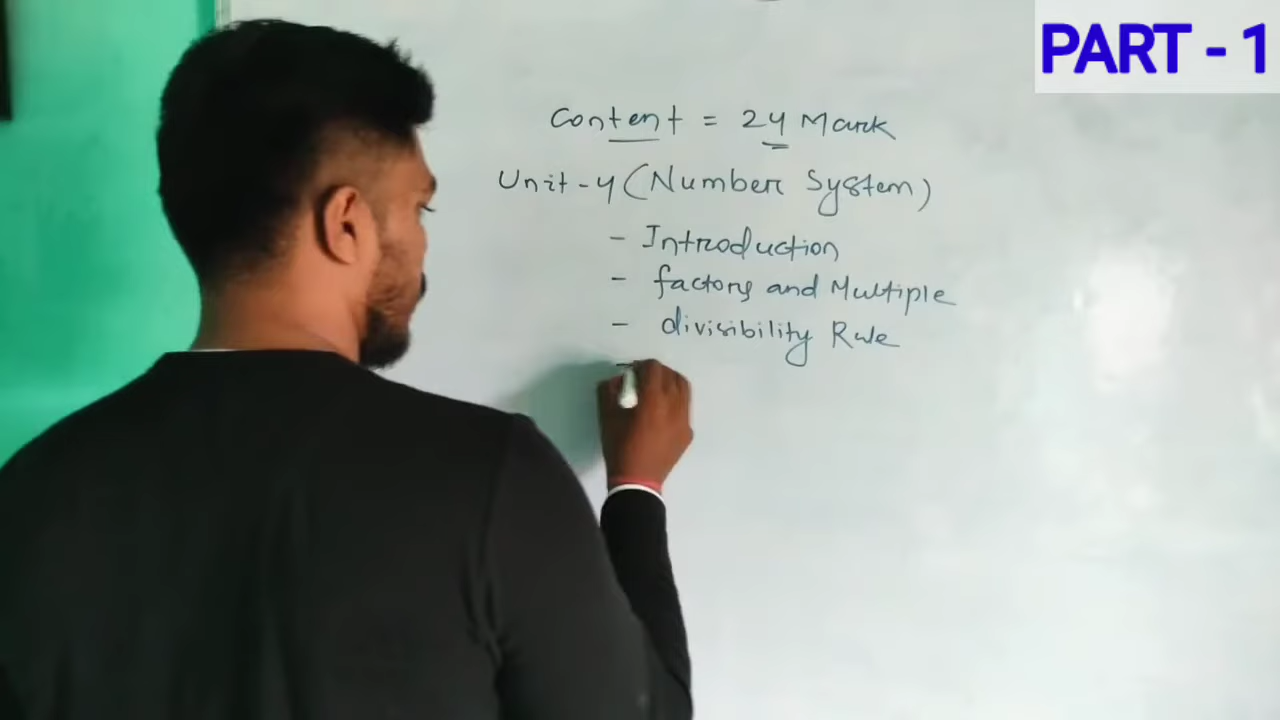 PART - 1
Content = 24 Mark
Unit-4 (Number System)
- Introduction
- factors and Multiple
- divisibility Rule
-